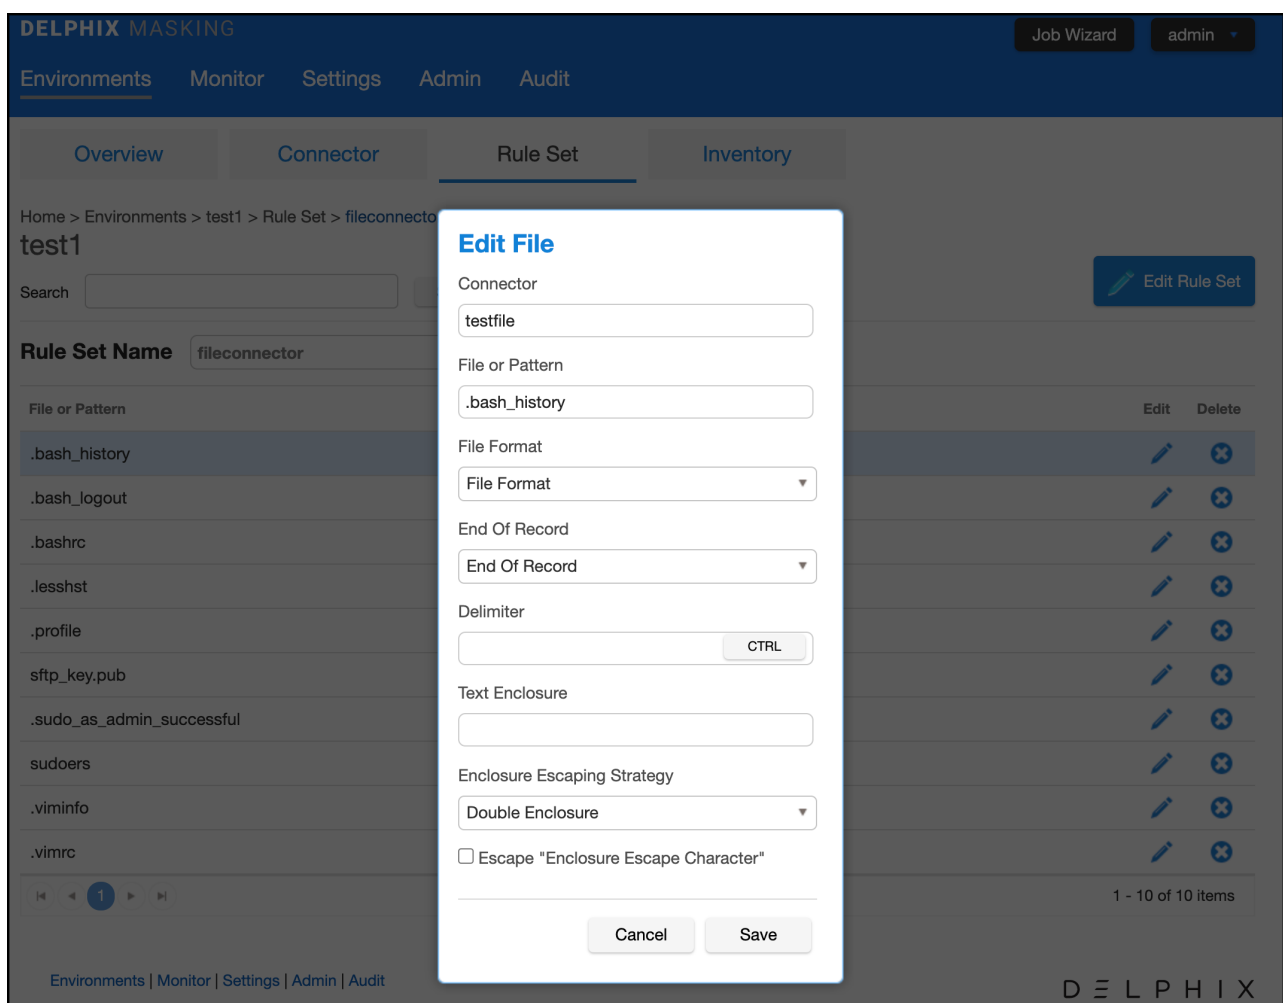 DELPHIX MASKING
Job Wizard
admin
Environments Monitor Settings Admin Audit
Overview Connector Rule Set Inventory
Home > Environments > test1 > Rule Set > fileconnecto
test1
Search
Edit Rule Set
Rule Set Name fileconnector
File or Pattern Edit Delete
.bash_history
.bash_logout
.bashrc
.lesshst
.profile
sftp_key.pub
.sudo_as_admin_successful
sudoers
.viminfo
.vimrc
1
1 - 10 of 10 items
Edit File
Connector
testfile
File or Pattern
.bash_history
File Format
File Format
End Of Record
End Of Record
Delimiter
CTRL
Text Enclosure
Enclosure Escaping Strategy
Double Enclosure
Escape "Enclosure Escape Character"
Cancel Save
Environments | Monitor | Settings | Admin | Audit
DELPHIX